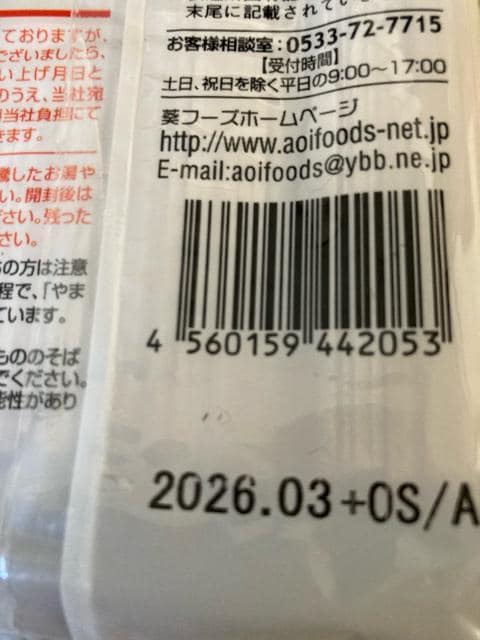 ておりますが、
ございましたら、
い上げ月日と
のうえ、当社宛
当社負担にて
きます。
騰したお湯や
い。開封後は
ださい。残った
さい。
の方は注意
程で、「やま
ています。
もののそば
でください。
能性があり
末尾に記載されてい
お客様相談室:0533-72-7715
【受付時間】
土日、祝日を除く平日の9:00~17:00
葵フーズホームページ
http://www.aoifoods-net.jp
E-mail:aoifoods@ybb.ne.jp
4 560159 442053
2026.03+OS/A